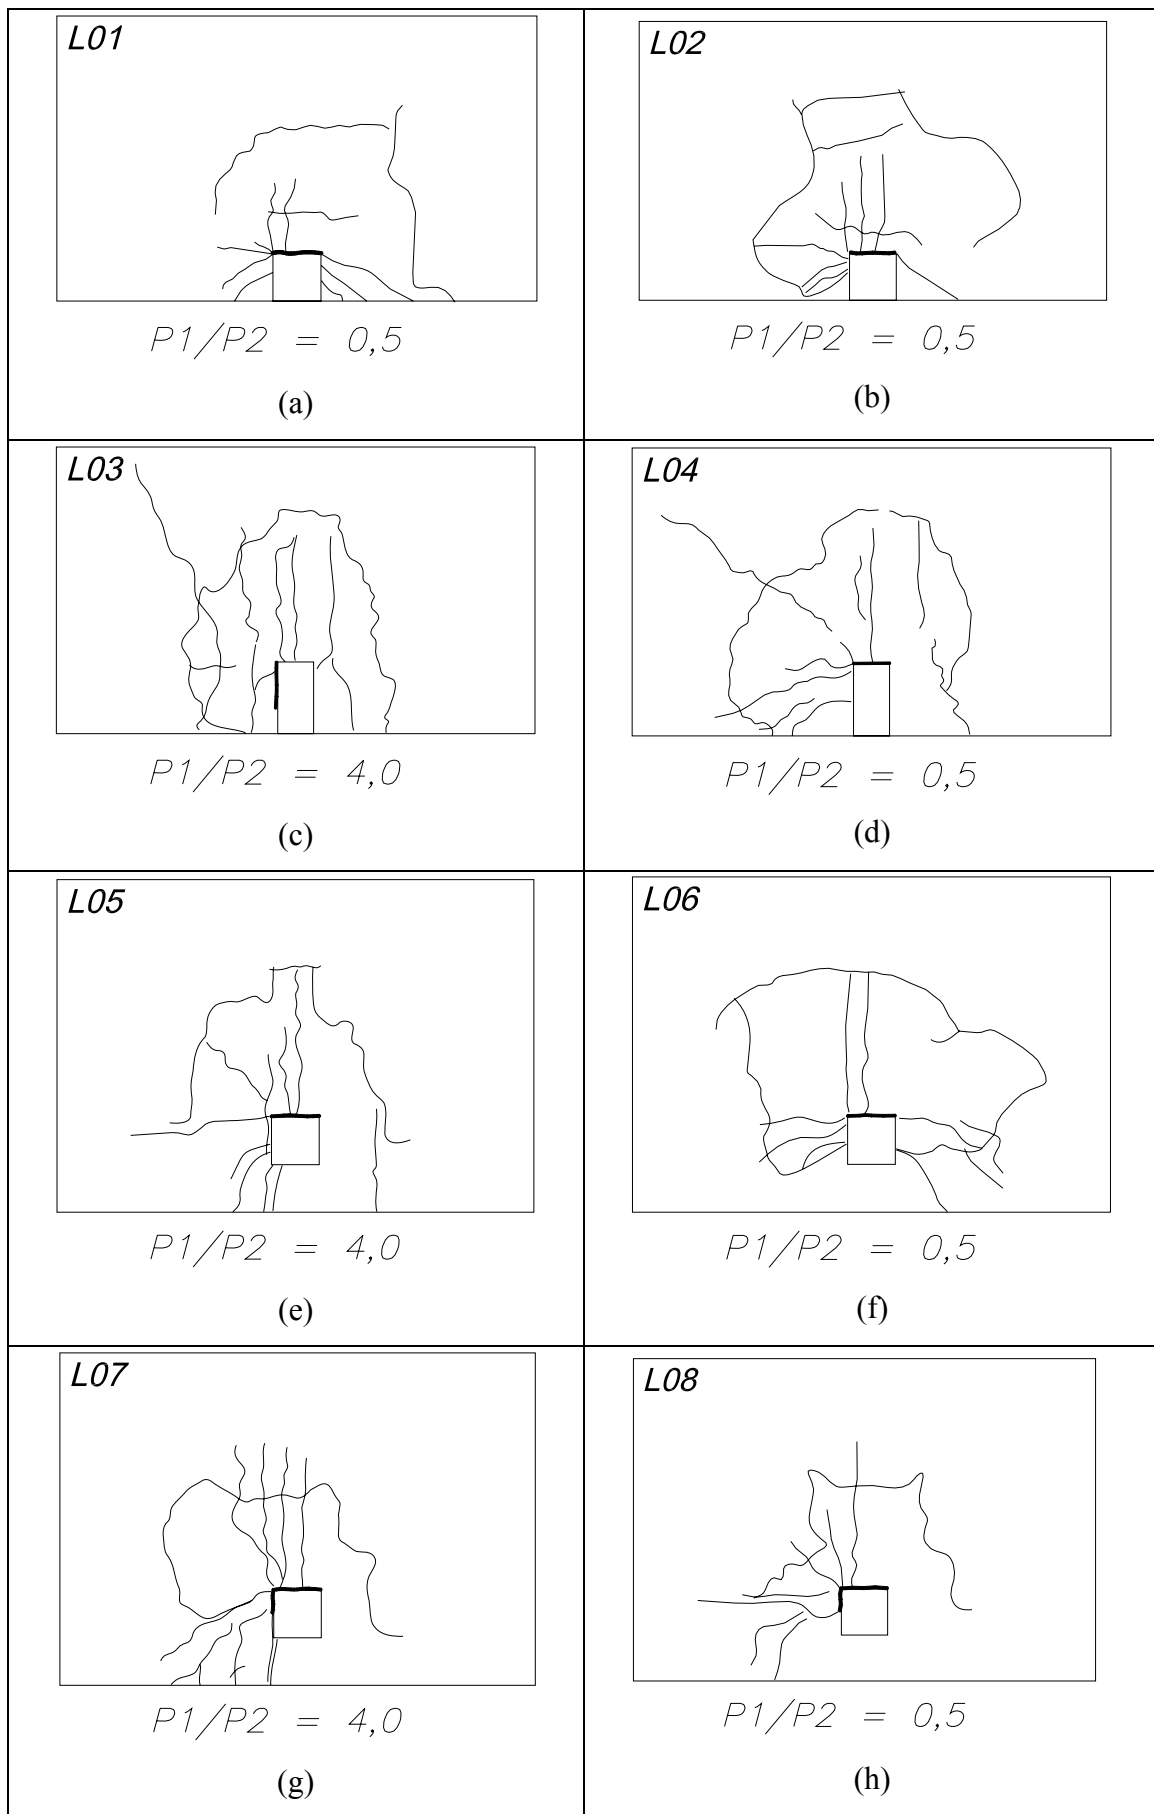 L01
P1/P2 = 0,5
(a)
L02
P1/P2 = 0,5
(b)
L03
P1/P2 = 4,0
(c)
L04
P1/P2 = 0,5
(d)
L05
P1/P2 = 4,0
(e)
L06
P1/P2 = 0,5
(f)
L07
P1/P2 = 4,0
(g)
L08
P1/P2 = 0,5
(h)